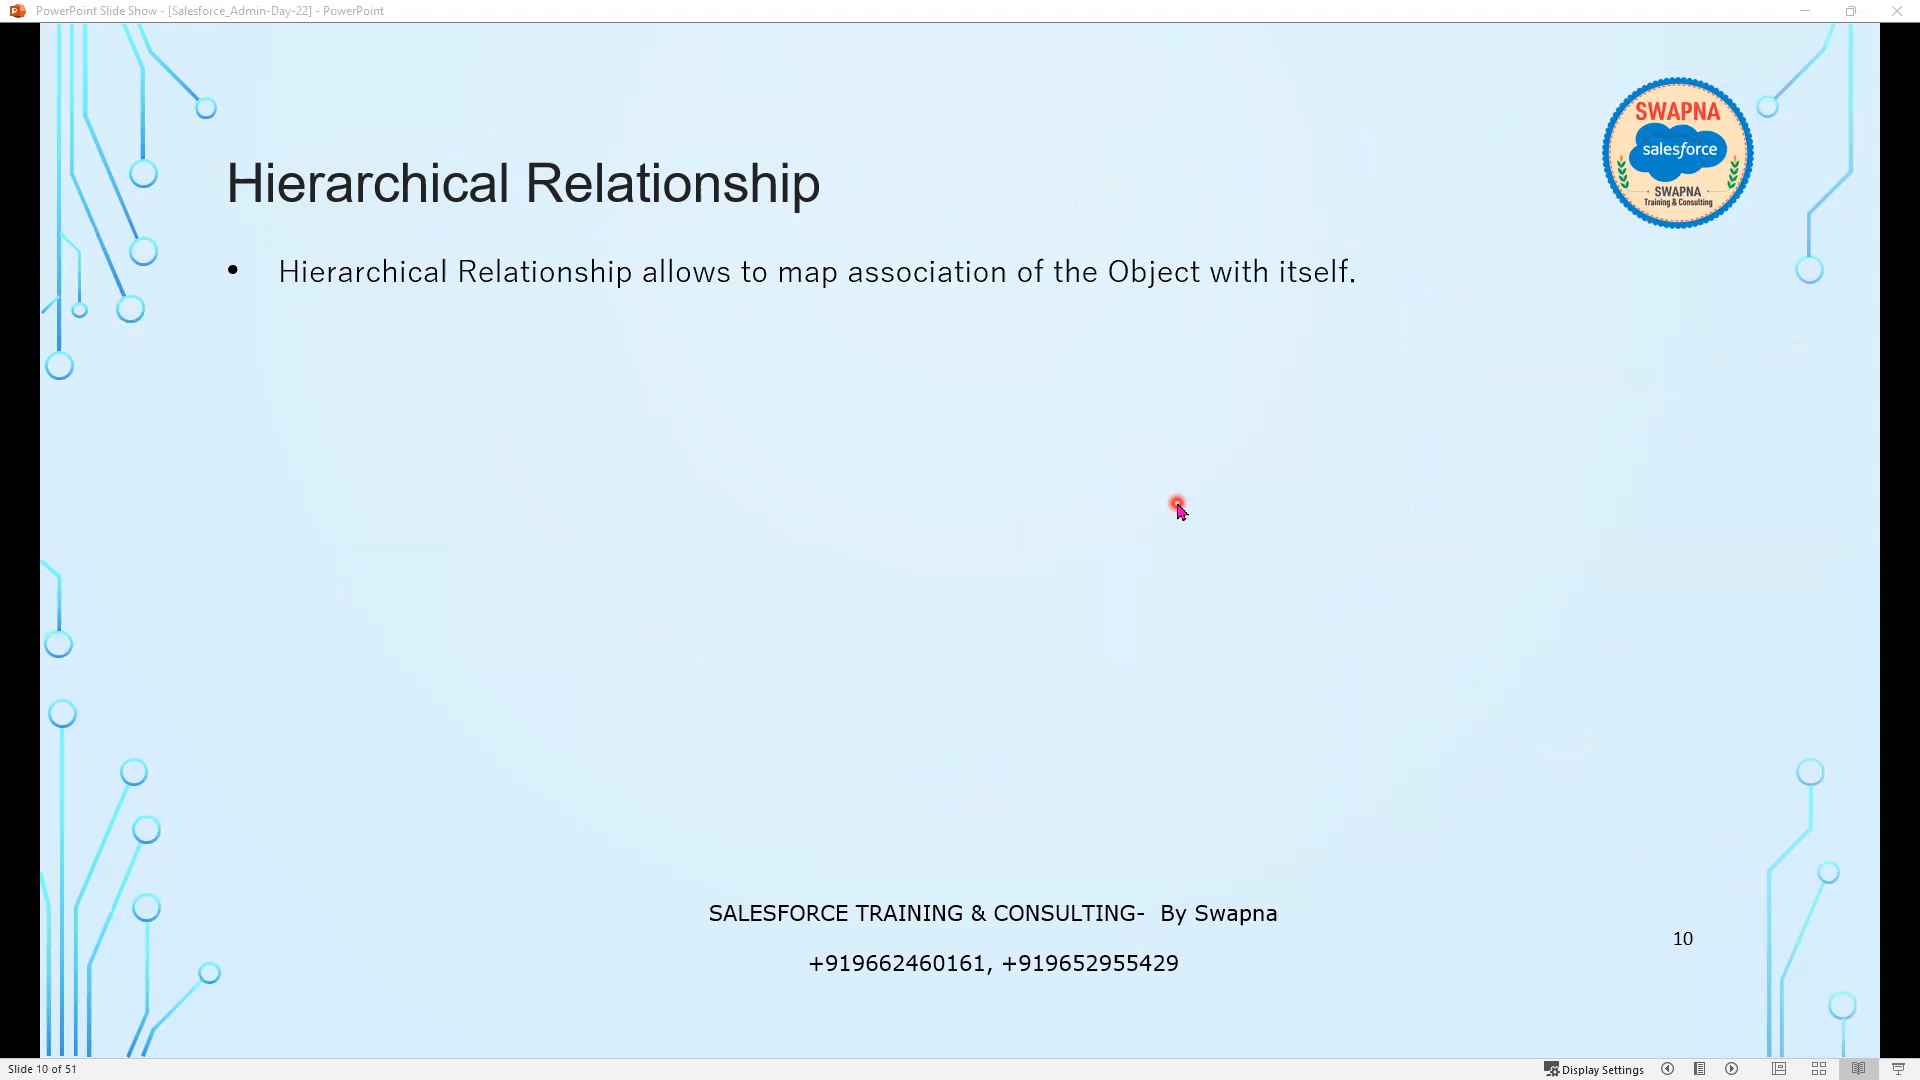 PowerPoint Slide Show - [Salesforce_Admin-Day-22] - PowerPoint
SWAPNA
salesforce
SWAPNA
Training & Consulting
Hierarchical Relationship
• Hierarchical Relationship allows to map association of the Object with itself.
SALESFORCE TRAINING & CONSULTING- By Swapna
+919662460161, +919652955429
10
Slide 10 of 51
Display Settings